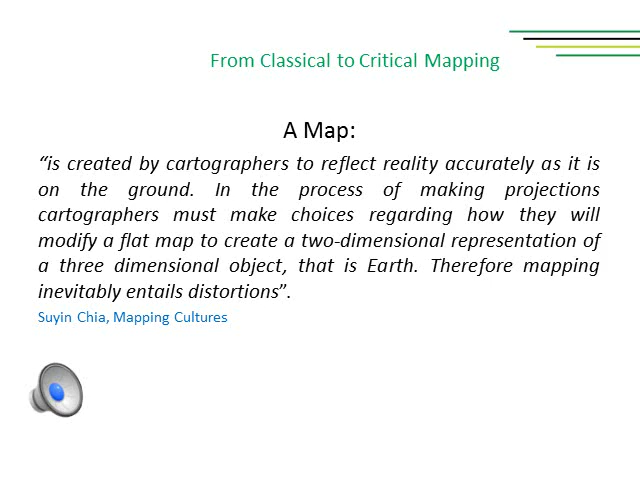 From Classical to Critical Mapping
A Map:
“is created by cartographers to reflect reality accurately as it is
on the ground. In the process of making projections
cartographers must make choices regarding how they will
modify a flat map to create a two-dimensional representation of
a three dimensional object, that is Earth. Therefore mapping
inevitably entails distortions”.
Suyin Chia, Mapping Cultures